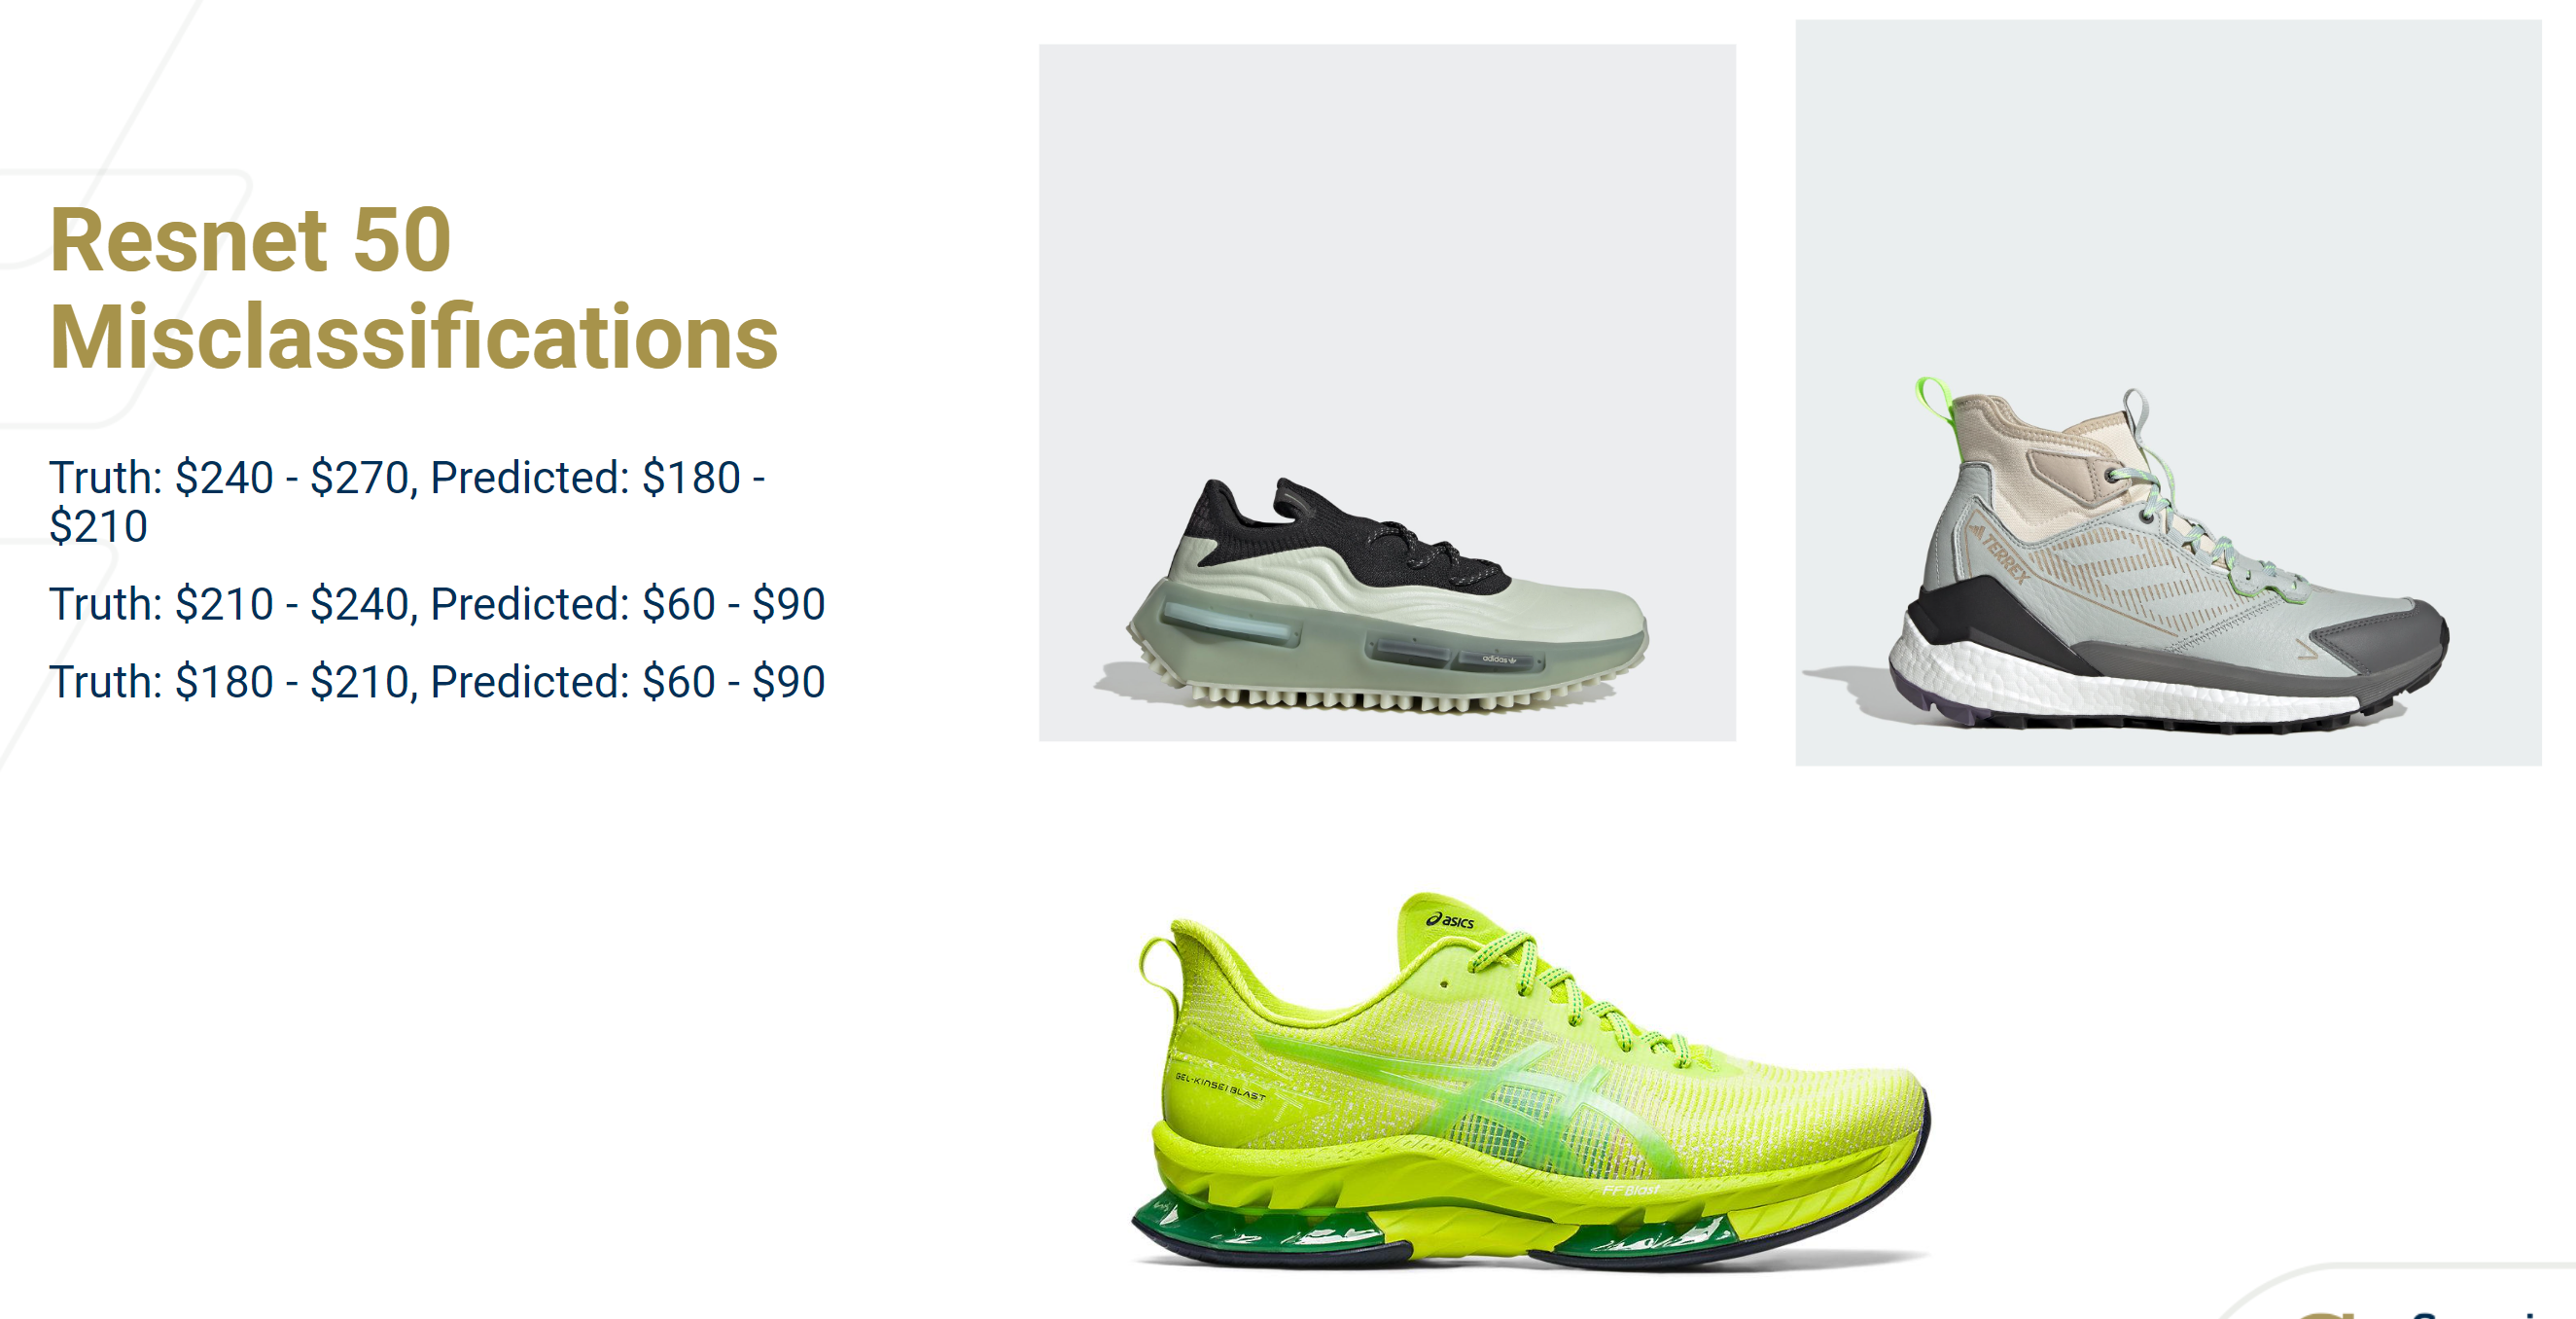 Resnet 50
Misclassifications
Truth: $240 - $270, Predicted: $180 -
$210
Truth: $210 - $240, Predicted: $60 - $90
Truth: $180 - $210, Predicted: $60 - $90
adidas
TERREX
asics
GEL-KINSEI BLAST
FF Blast